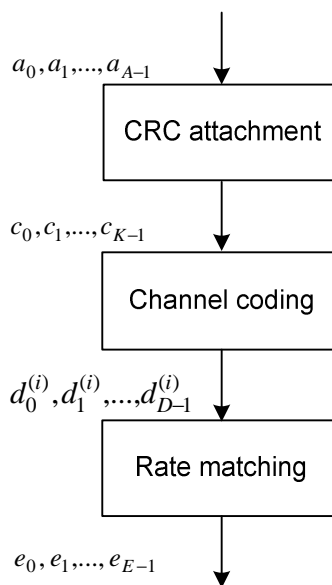 a_0, a_1,..., a_{A-1}
CRC attachment
c_0, c_1,..., c_{K-1}
Channel coding
d_0^{(i)}, d_1^{(i)},..., d_{D-1}^{(i)}
Rate matching
e_0, e_1,..., e_{E-1}